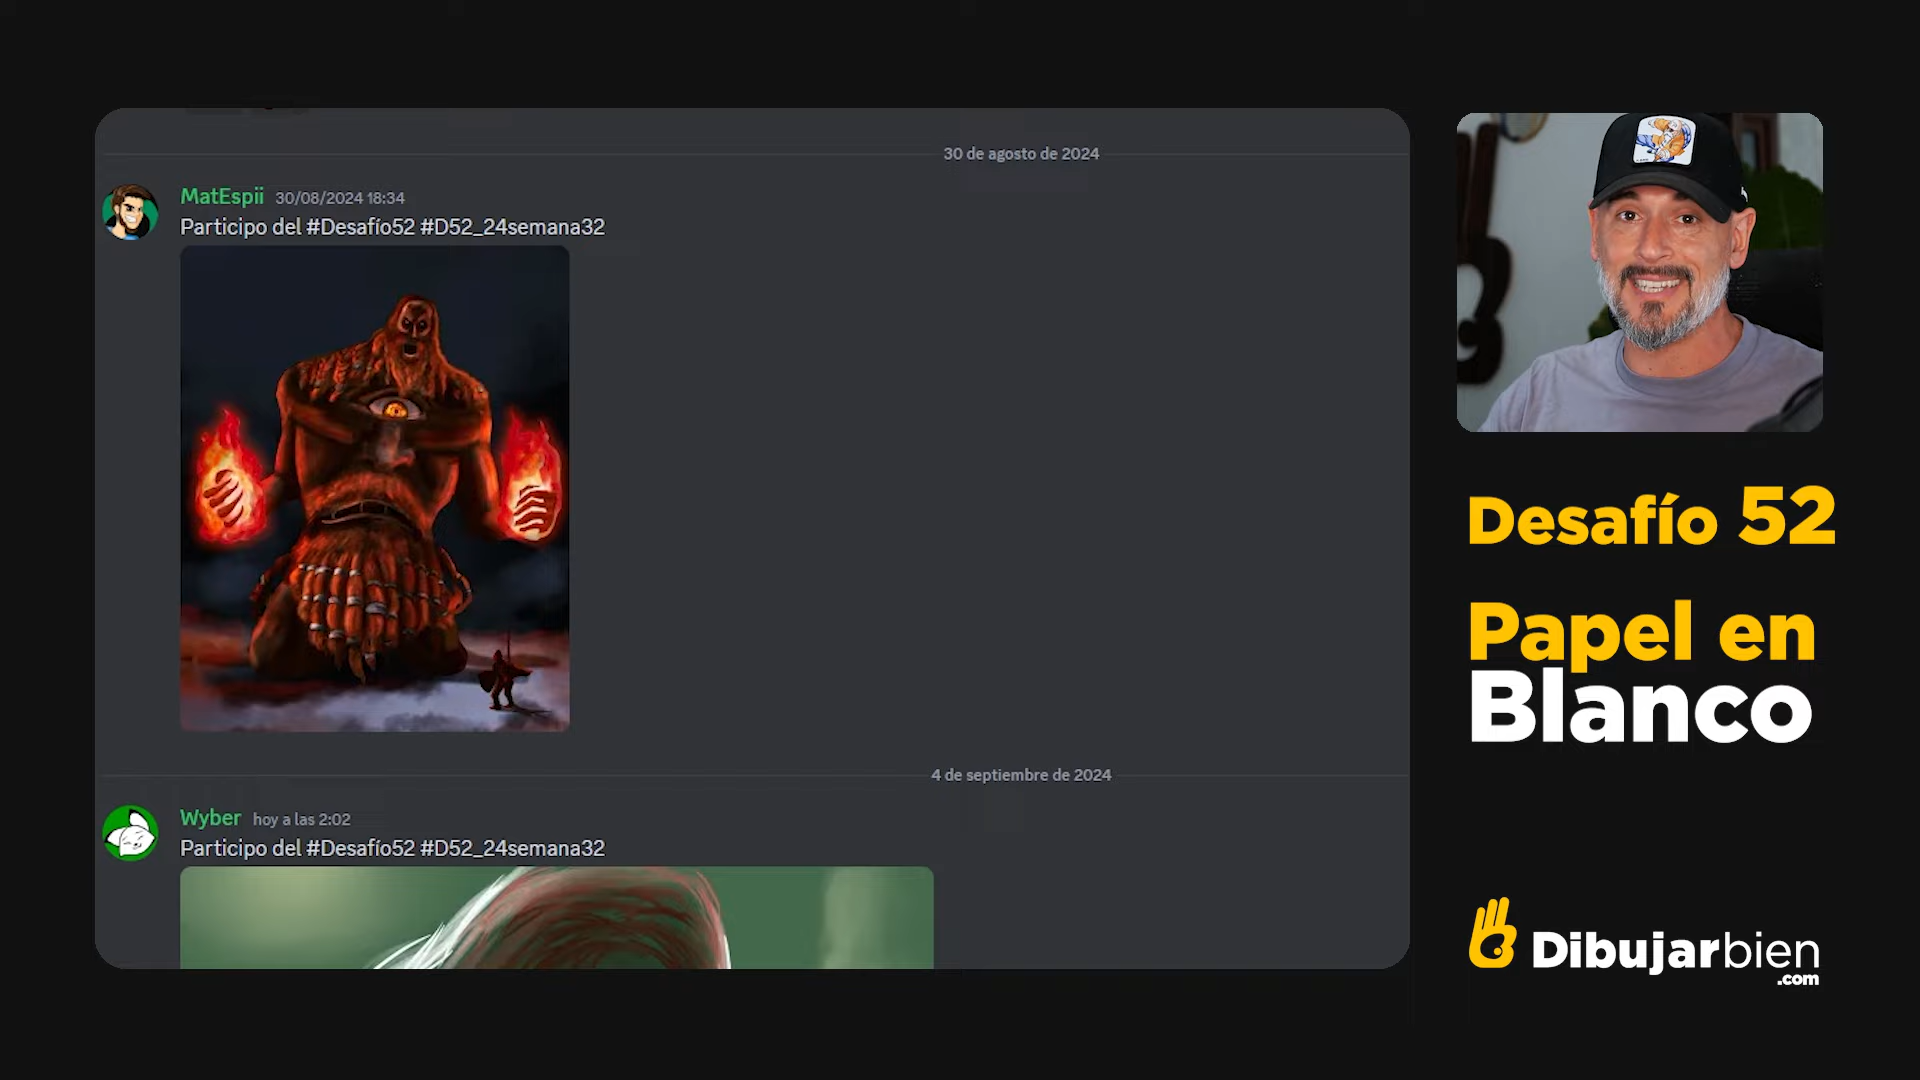 30 de agosto de 2024
MatEspii 30/08/2024 18:34
Participo del #Desafío52 #D52_24semana32
4 de septiembre de 2024
Wyber hoy a las 2:02
Participo del #Desafío52 #D52_24semana32
Desafío 52
Papel en
Blanco
Dibujarbien
.com